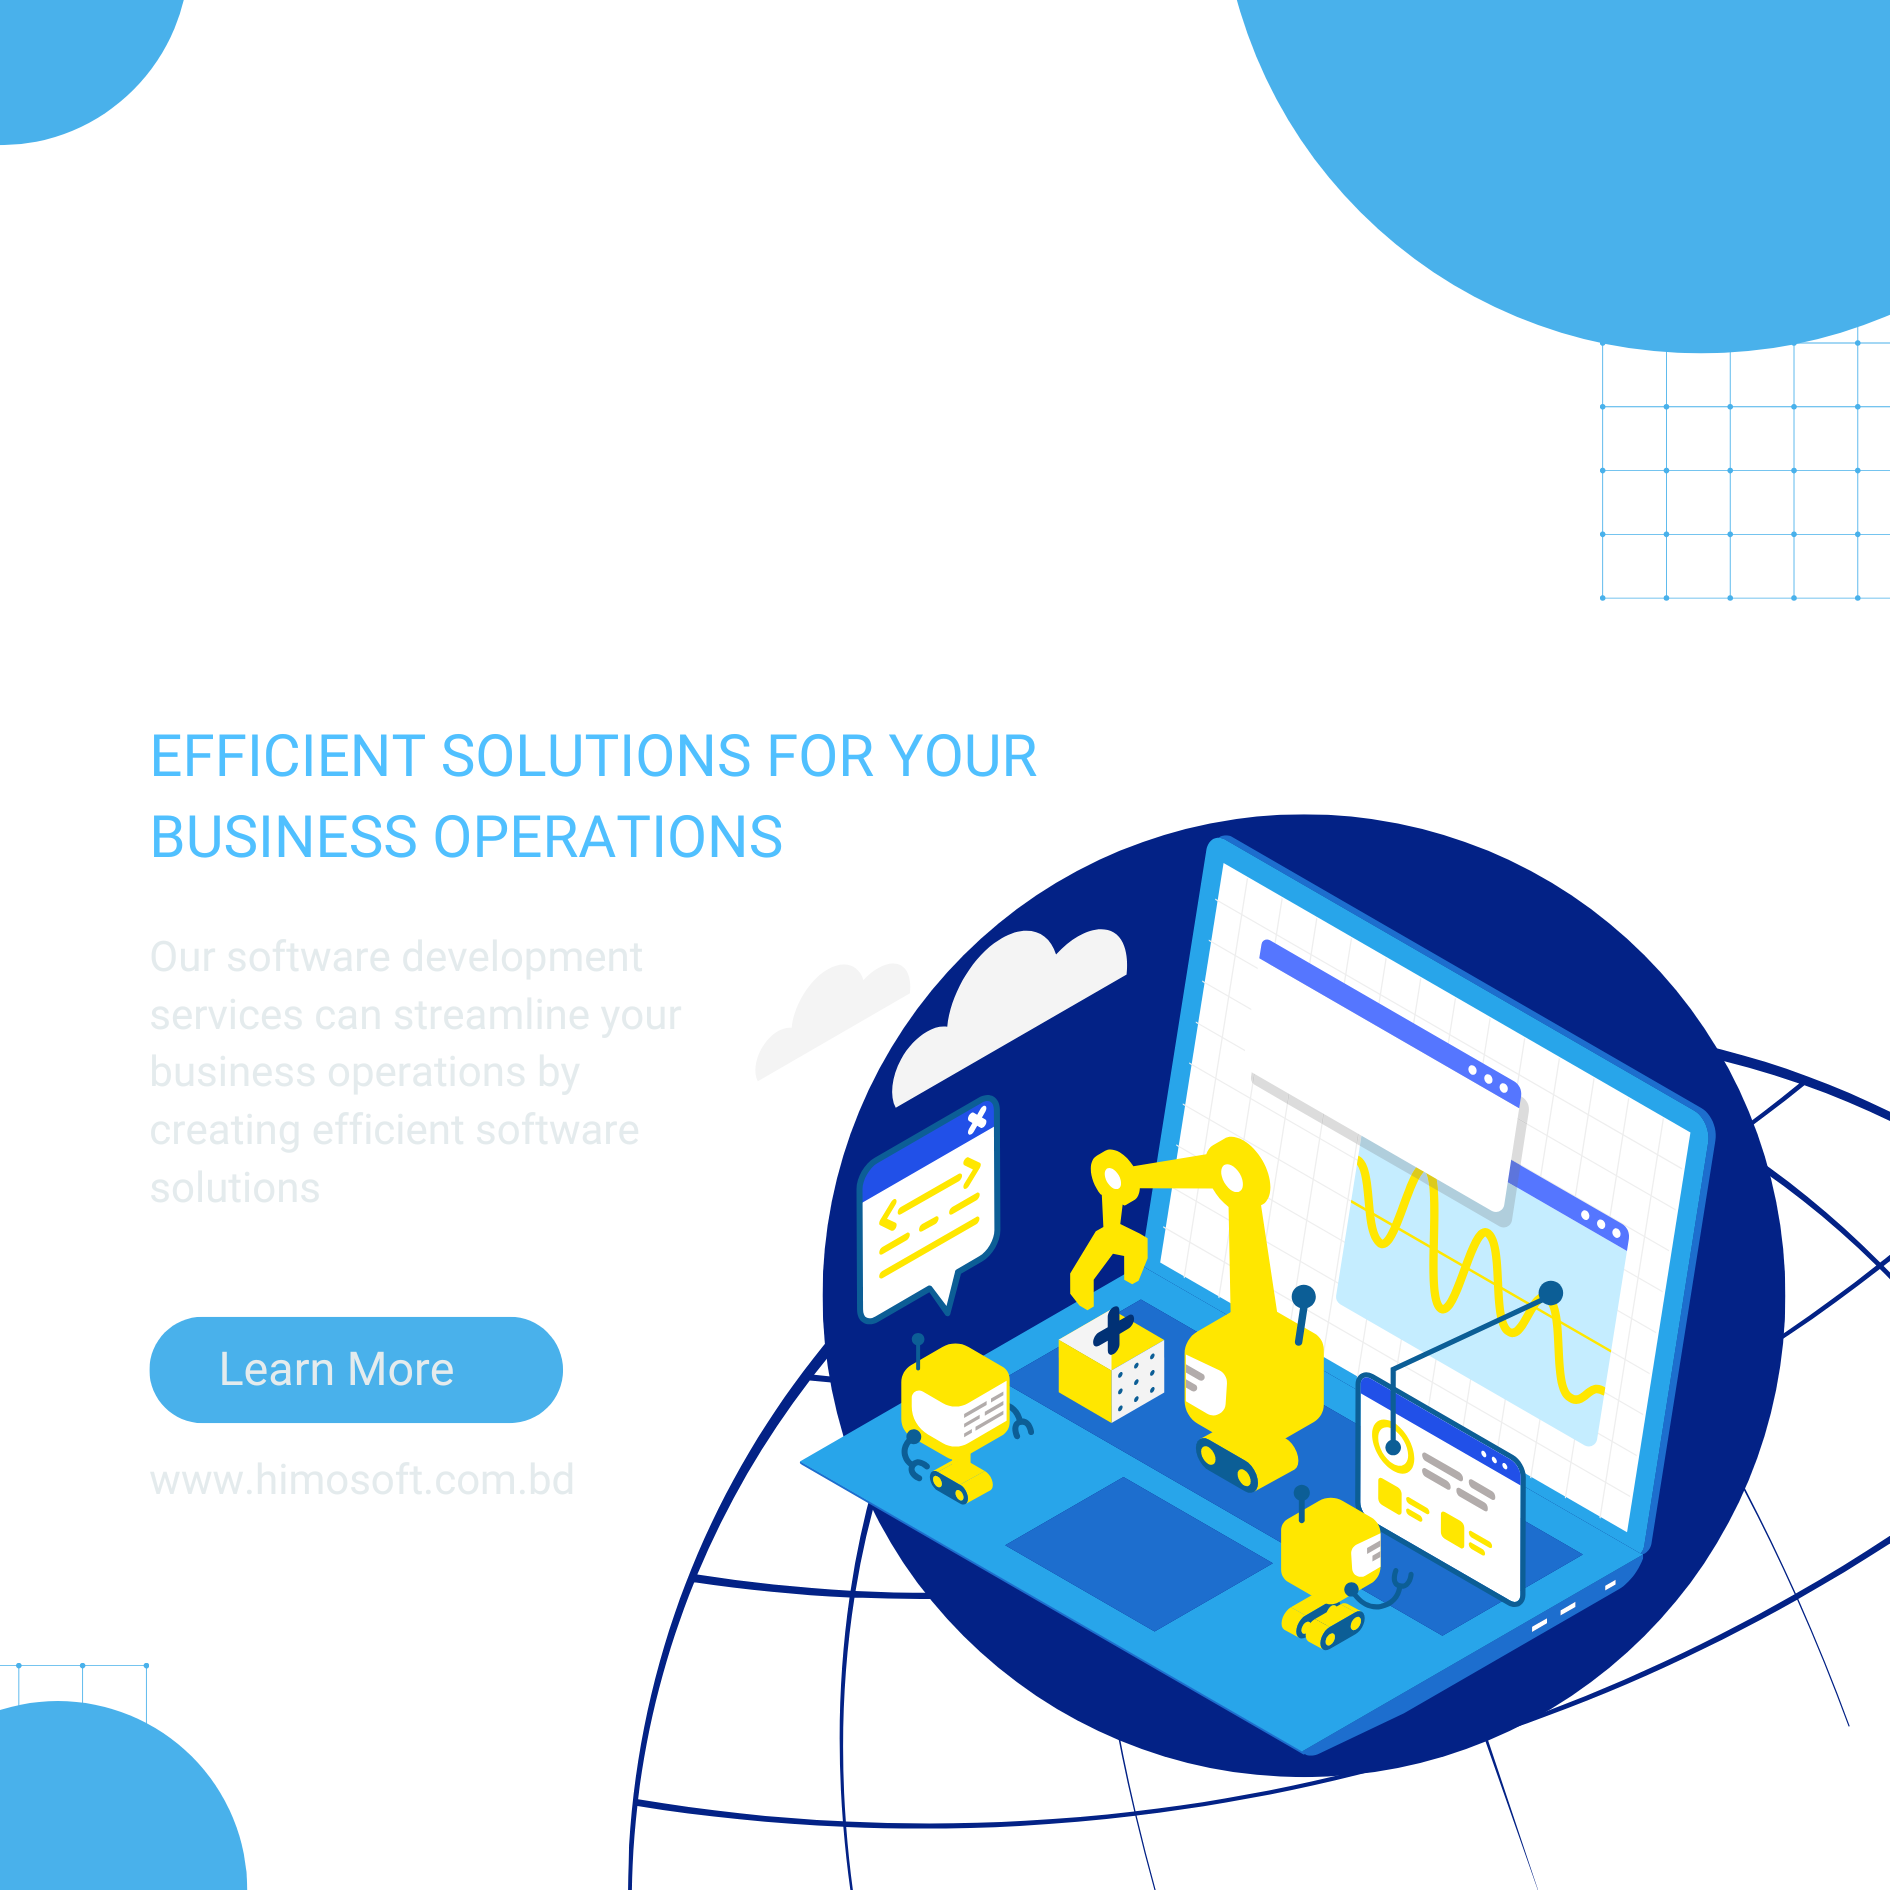 EFFICIENT SOLUTIONS FOR YOUR
BUSINESS OPERATIONS
Our software development
services can streamline your
business operations by
creating efficient software
solutions
Learn More
www.himosoft.com.bd